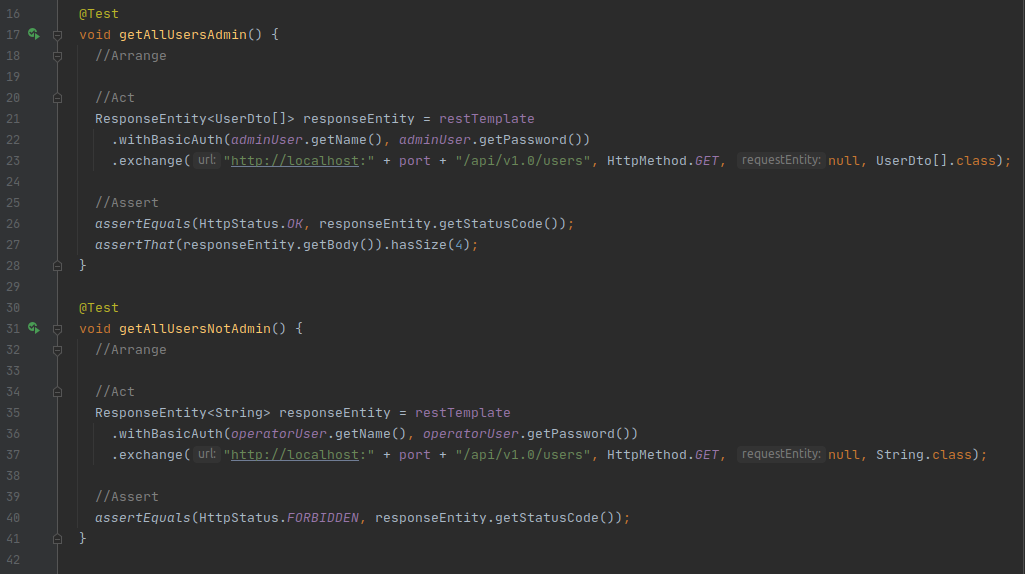 16 @Test
17 void getAllUsersAdmin() {
18 //Arrange
19
20 //Act
21 ResponseEntity<UserDto[]> responseEntity = restTemplate
22 .withBasicAuth(adminUser.getName(), adminUser.getPassword())
23 .exchange( url: "http://localhost:" + port + "/api/v1.0/users", HttpMethod.GET, requestEntity: null, UserDto[].class);
24
25 //Assert
26 assertEquals(HttpStatus.OK, responseEntity.getStatusCode());
27 assertThat(responseEntity.getBody()).hasSize(4);
28 }
29
30 @Test
31 void getAllUsersNotAdmin() {
32 //Arrange
33
34 //Act
35 ResponseEntity<String> responseEntity = restTemplate
36 .withBasicAuth(operatorUser.getName(), operatorUser.getPassword())
37 .exchange( url: "http://localhost:" + port + "/api/v1.0/users", HttpMethod.GET, requestEntity: null, String.class);
38
39 //Assert
40 assertEquals(HttpStatus.FORBIDDEN, responseEntity.getStatusCode());
41 }
42